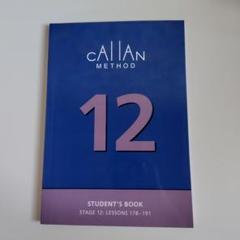 cAllAN
METHOD
12
STUDENT'S BOOK
STAGE 12: LESSONS 178-191